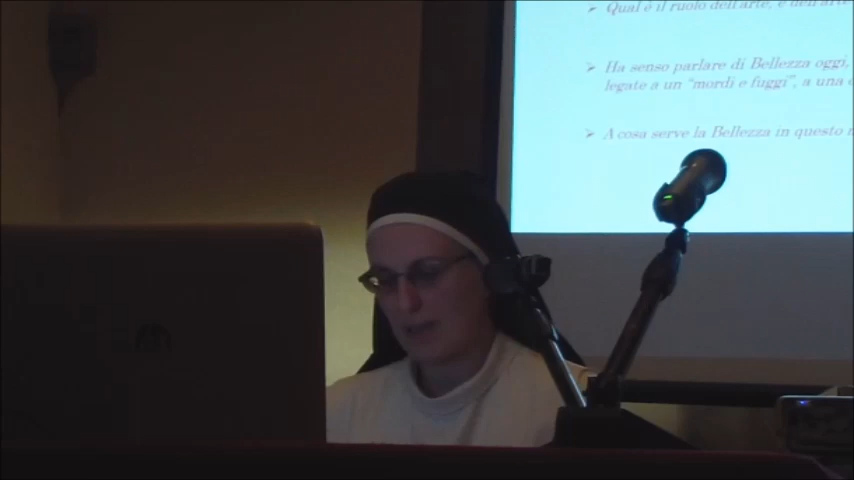 ➢ Qual è il ruolo dell'arte, e dell'arte
➢ Ha senso parlare di Bellezza oggi,
legate a un "mordi e fuggi", a una
➢ A cosa serve la Bellezza in questo